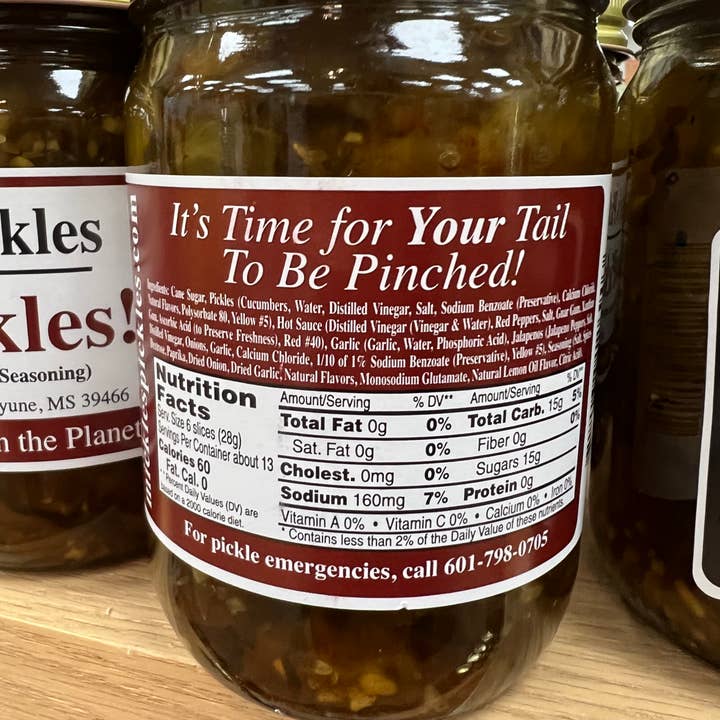 kles
kles!
Seasoning)
yune, MS 39466
n the Planet
It's Time for Your Tail
To Be Pinched!
Ingredients: Cane Sugar, Pickles (Cucumbers, Water, Distilled Vinegar, Salt, Sodium Benzoate (Preservative), Calcium Chloride,
Natural Flavors, Polysorbate 80, Yellow #5), Hot Sauce (Distilled Vinegar (Vinegar & Water), Red Peppers, Salt, Guar Gum, Xanthan
Gum, Ascorbic Acid (to Preserve Freshness), Red #40), Garlic (Garlic, Water, Phosphoric Acid), Jalapenos (Jalapeno Peppers,
Distilled Vinegar, Onions, Garlic, Calcium Chloride, 1/10 of 1% Sodium Benzoate (Preservative), Yellow #5), Seasoning (Salt,
Dextrose, Paprika, Dried Onion, Dried Garlic, Natural Flavors, Monosodium Glutamate, Natural Lemon Oil Flavor, Citric Acid)
Nutrition
Facts
Serv. Size 6 slices (28g)
Servings Per Container about 13
Calories 60
Fat. Cal. 0
Percent Daily Values (DV) are
based on a 2000 calorie diet.
Amount/Serving % DV**
Total Fat 0g 0%
Sat. Fat 0g 0%
Cholest. 0mg 0%
Sodium 160mg 7%
Amount/Serving % DV**
Total Carb. 15g 5%
Fiber 0g 0%
Sugars 15g
Protein 0g
Vitamin A 0% • Vitamin C 0% • Calcium 0% • Iron 0%
* Contains less than 2% of the Daily Value of these nutrients.
For pickle emergencies, call 601-798-0705